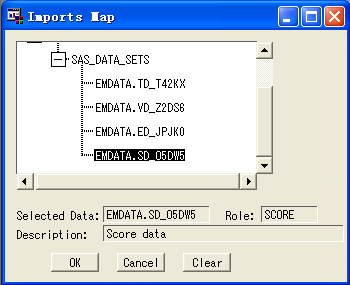 Imports Map
SAS_DATA_SETS
EMDATA.TD_T42KX
EMDATA.VD_Z2DS6
EMDATA.ED_JPJK0
EMDATA.SD_O5DW5
Selected Data: EMDATA.SD_O5DW5 Role: SCORE
Description: Score data
OK Cancel Clear